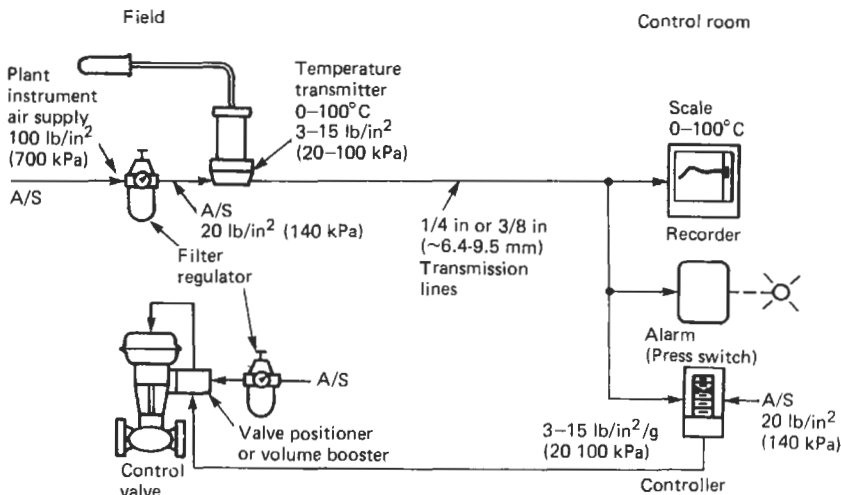 Field
Control room
Plant
instrument
air supply
100 lb/in²
(700 kPa)
A/S
Temperature
transmitter
0–100°C
3–15 lb/in²
(20–100 kPa)
A/S
20 lb/in² (140 kPa)
Filter
regulator
1/4 in or 3/8 in
(~6.4-9.5 mm)
Transmission
lines
Scale
0–100°C
Recorder
Alarm
(Press switch)
A/S
20 lb/in²
(140 kPa)
Controller
3–15 lb/in²/g
(20 100 kPa)
A/S
Valve positioner
or volume booster
Control
valve